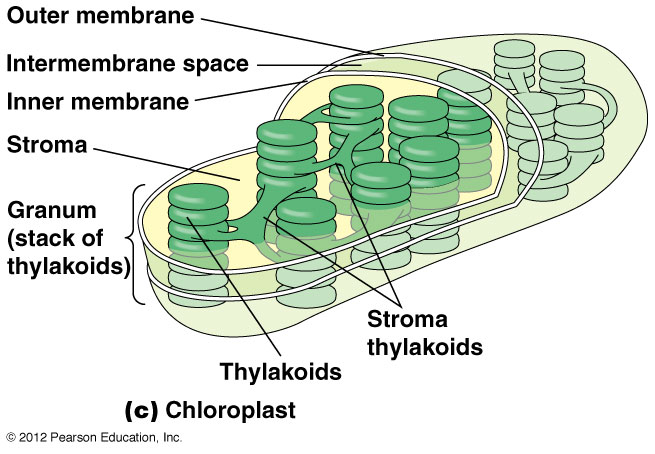 Outer membrane
Intermembrane space
Inner membrane
Stroma
Granum
(stack of
thylakoids)
Stroma
thylakoids
Thylakoids
(c) Chloroplast
© 2012 Pearson Education, Inc.